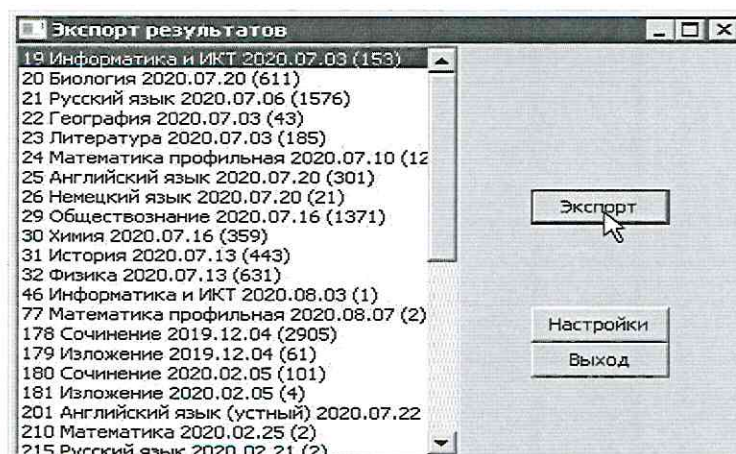 Экспорт результатов
19 Информатика и ИКТ 2020.07.03 (153)
20 Биология 2020.07.20 (611)
21 Русский язык 2020.07.06 (1576)
22 География 2020.07.03 (43)
23 Литература 2020.07.03 (185)
24 Математика профильная 2020.07.10 (12
25 Английский язык 2020.07.20 (301)
26 Немецкий язык 2020.07.20 (21)
29 Обществознание 2020.07.16 (1371)
30 Химия 2020.07.16 (359)
31 История 2020.07.13 (443)
32 Физика 2020.07.13 (631)
46 Информатика и ИКТ 2020.08.03 (1)
77 Математика профильная 2020.08.07 (2)
178 Сочинение 2019.12.04 (2905)
179 Изложение 2019.12.04 (61)
180 Сочинение 2020.02.05 (101)
181 Изложение 2020.02.05 (4)
201 Английский язык (устный) 2020.07.22
210 Математика 2020.02.25 (2)
215 Русский язык 2020.02.21 (2)
Экспорт
Настройки
Выход